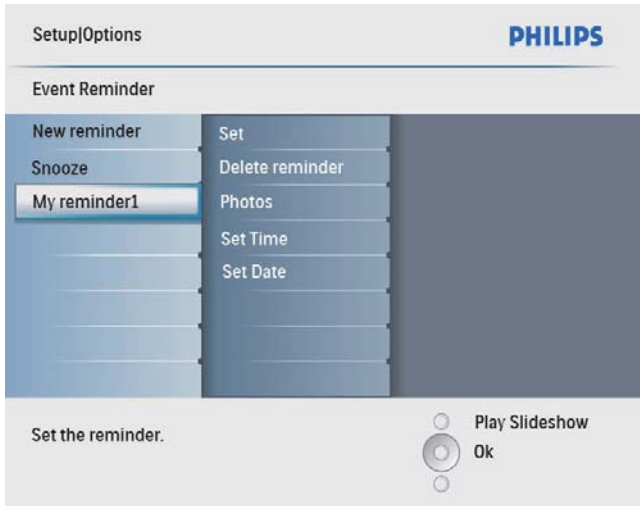 Setup|Options
PHILIPS
Event Reminder
New reminder
Snooze
My reminder1
Set
Delete reminder
Photos
Set Time
Set Date
Set the reminder.
Play Slideshow
Ok